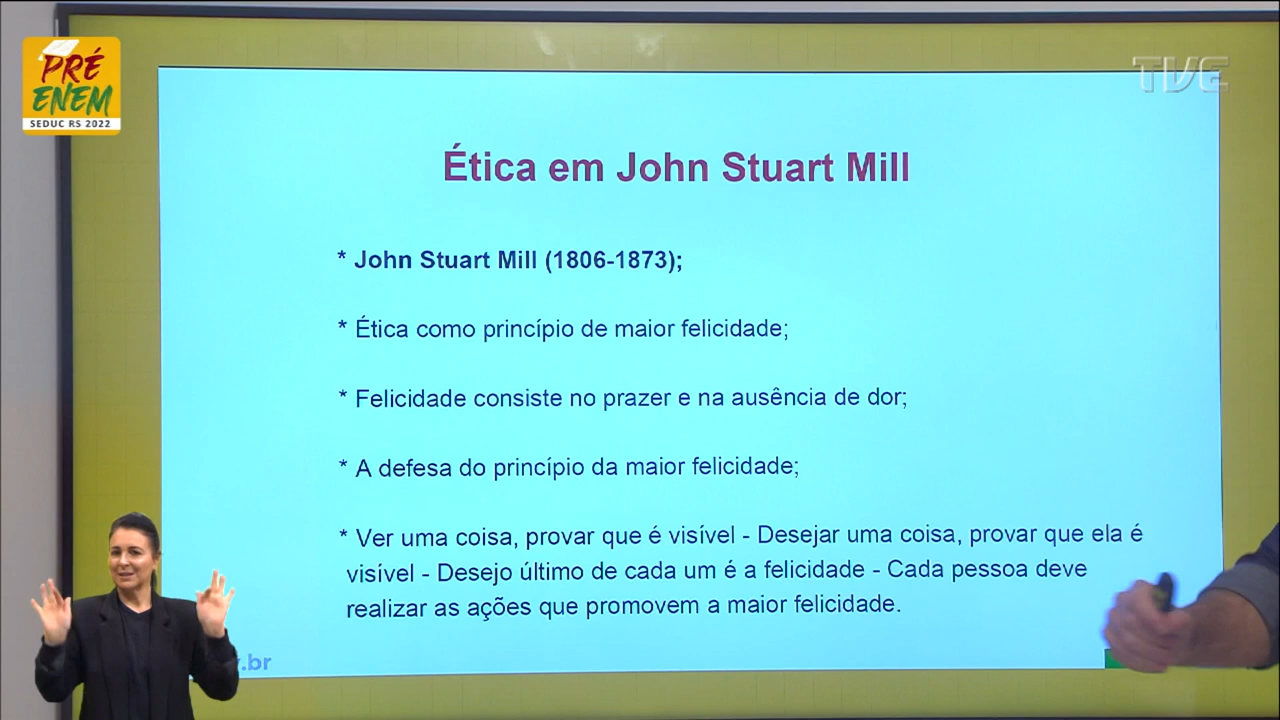 PRÉ
ENEM
SEDUC RS 2022
TVE
Ética em John Stuart Mill
* John Stuart Mill (1806-1873);
* Ética como princípio de maior felicidade;
* Felicidade consiste no prazer e na ausência de dor;
* A defesa do princípio da maior felicidade;
* Ver uma coisa, provar que é visível - Desejar uma coisa, provar que ela é
visível - Desejo último de cada um é a felicidade - Cada pessoa deve
realizar as ações que promovem a maior felicidade.
.br